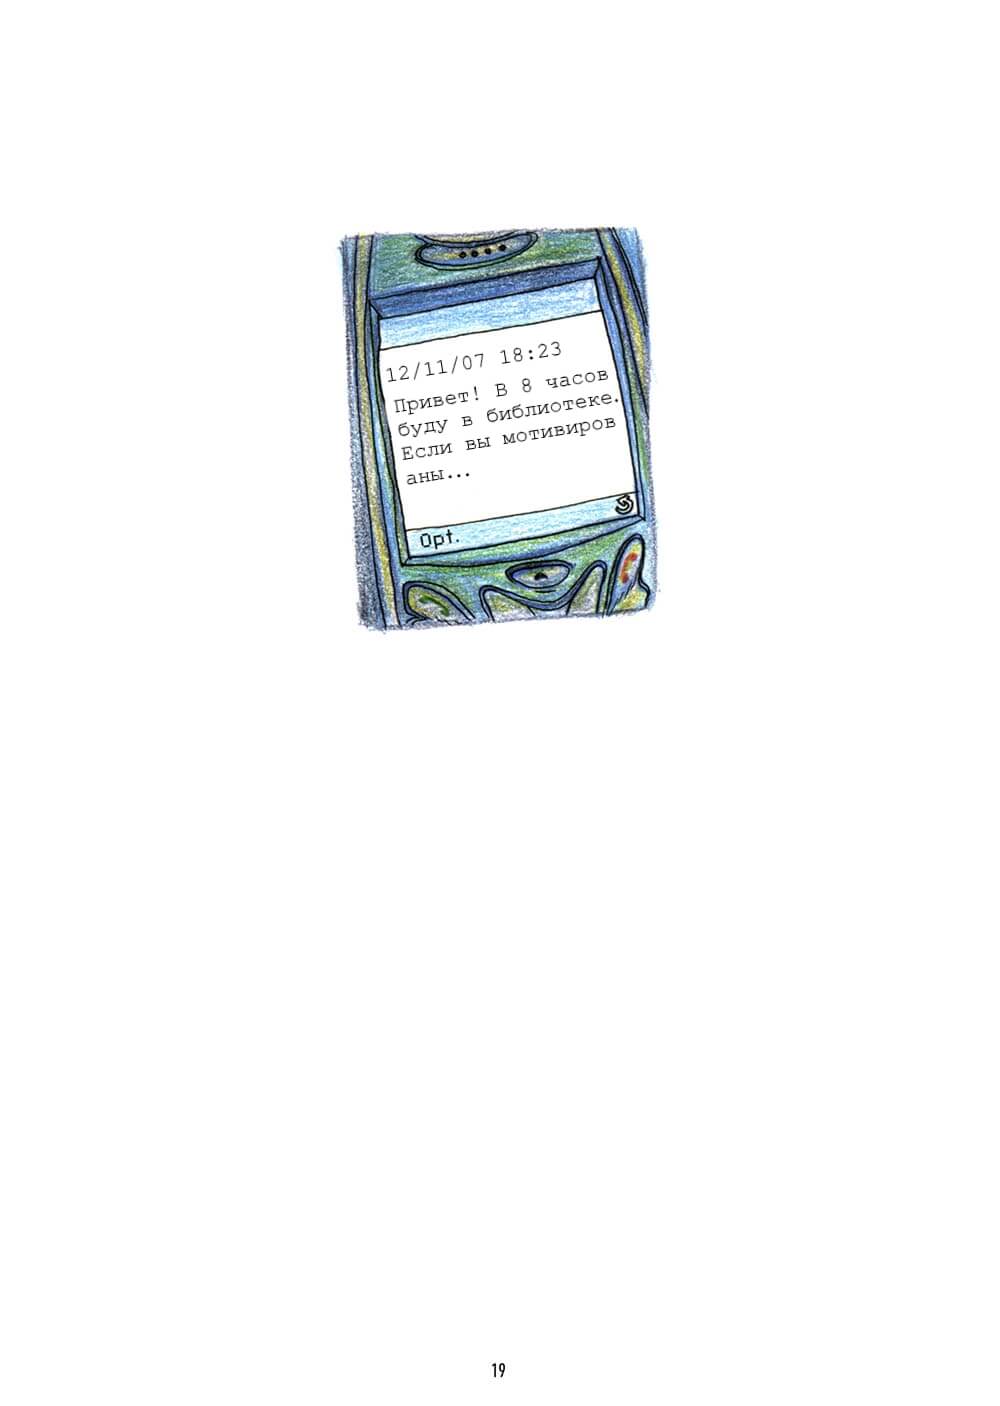 12/11/07 18:23
Привет! В 8 часов
буду в библиотеке.
Если вы мотивиров
аны...
Opt.
19